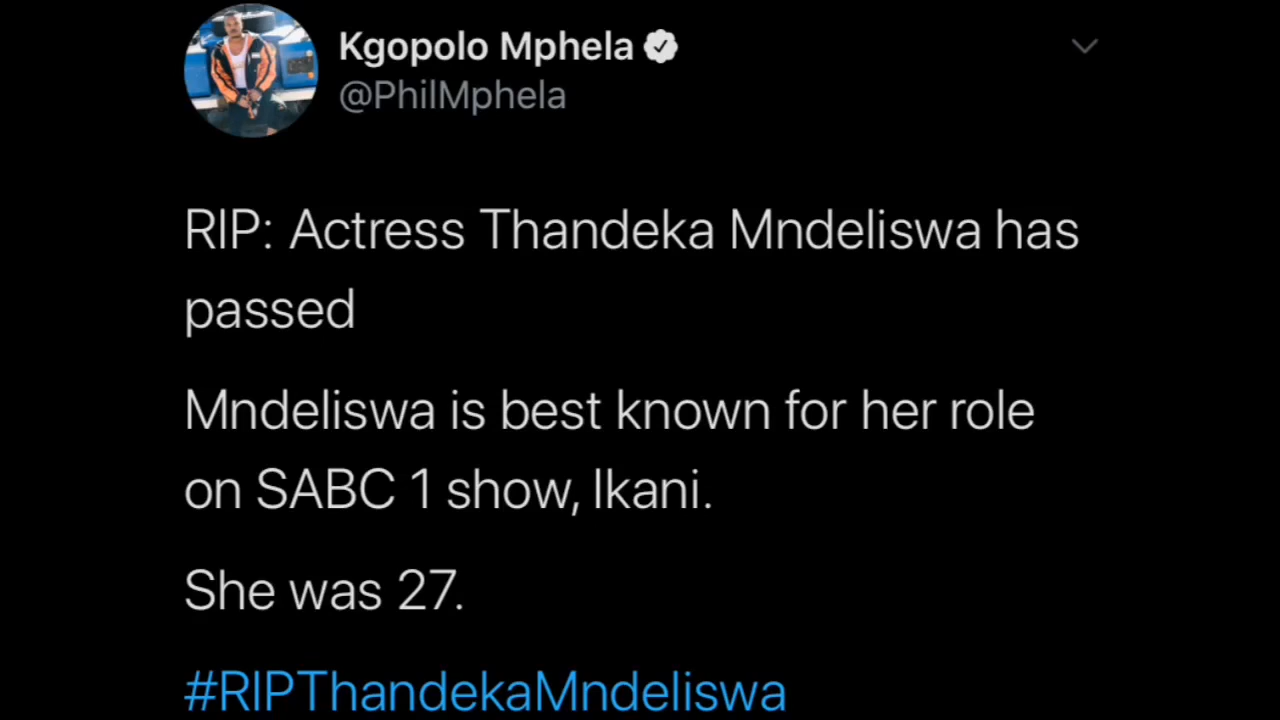 Kgopolo Mphela
@PhilMphela
RIP: Actress Thandeka Mndeliswa has
passed
Mndeliswa is best known for her role
on SABC 1 show, Ikani.
She was 27.
#RIPThandekaMndeliswa